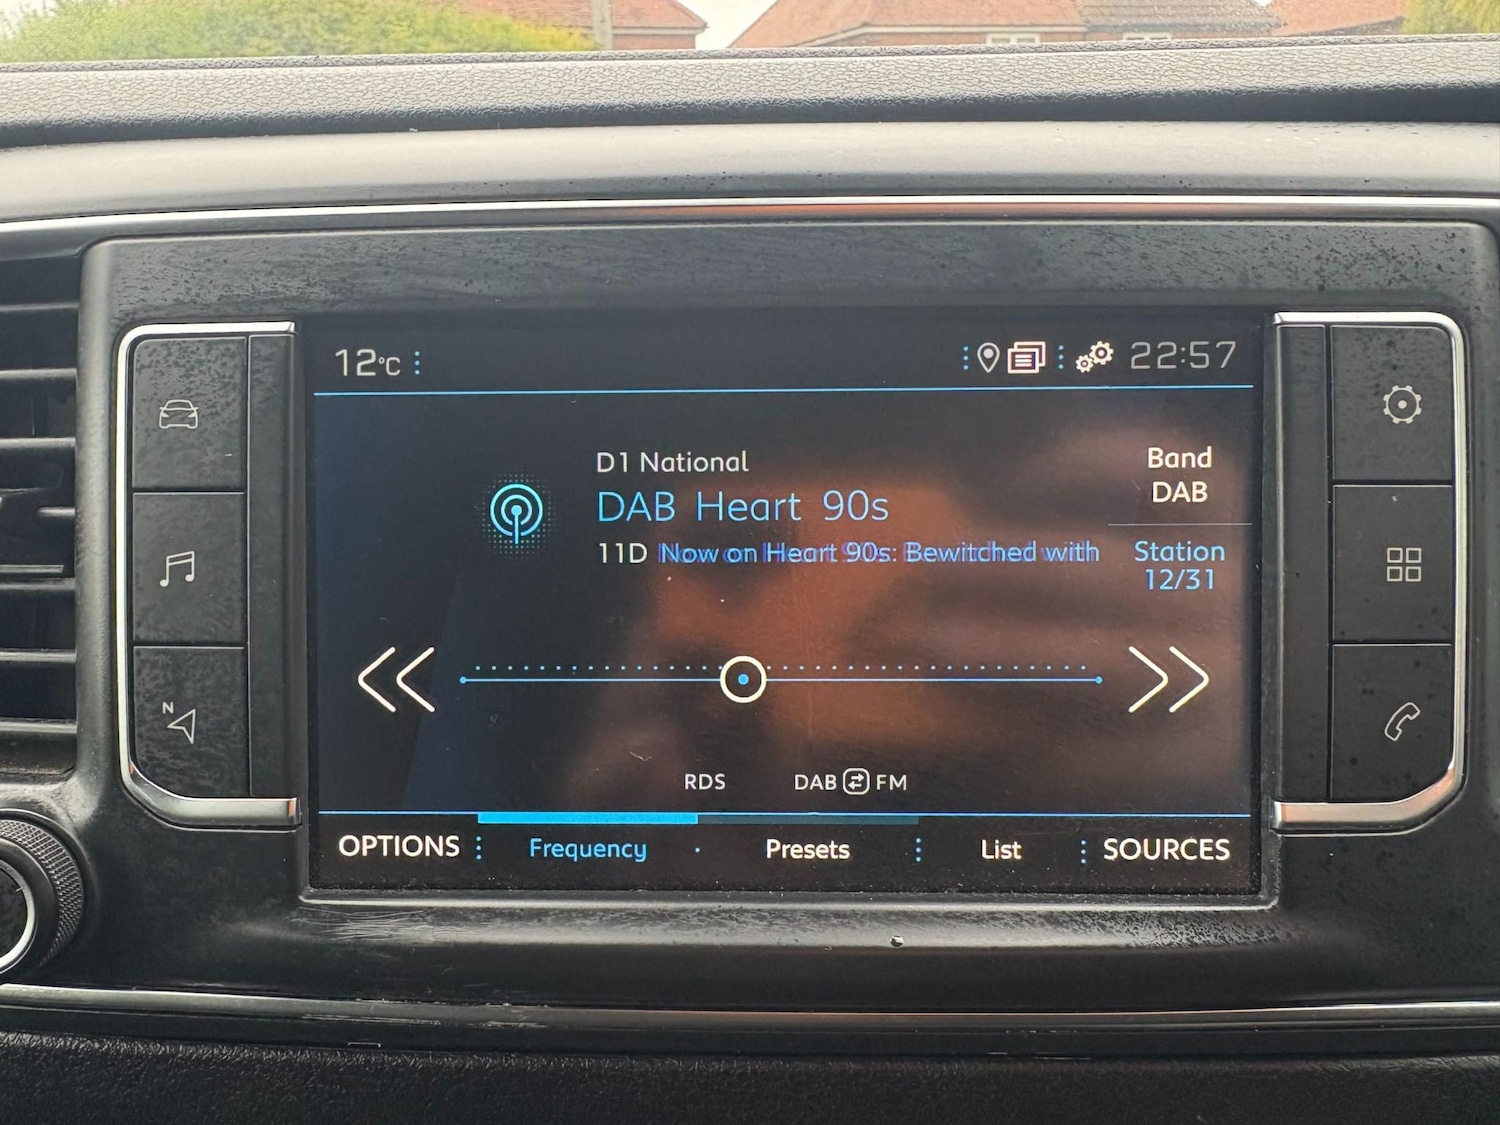 12°C
22:57
D1 National
DAB Heart 90s
11D Now on Heart 90s: Bewitched with
Band
DAB
Station
12/31
N
RDS
DAB FM
OPTIONS Frequency Presets List SOURCES